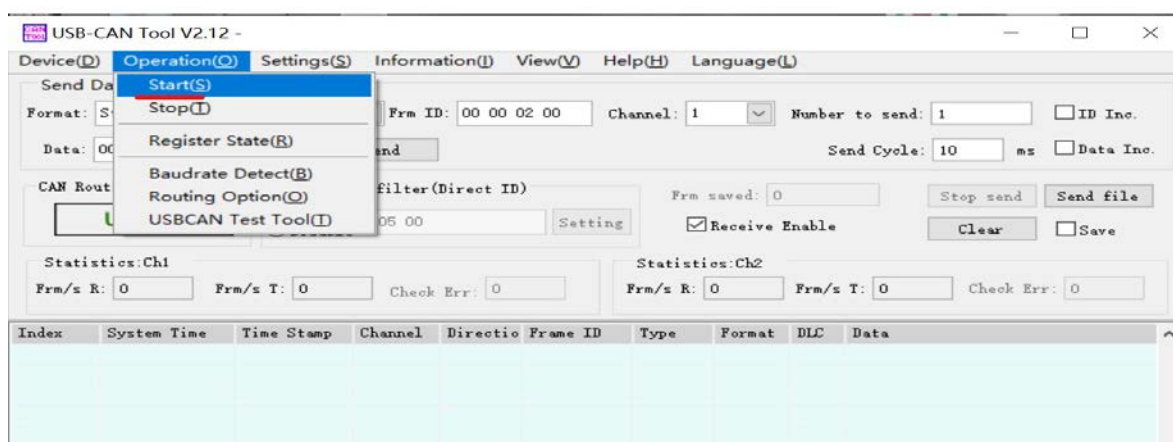 USB-CAN Tool V2.12 -
Device(D) Operation(O) Settings(S) Information(I) View(V) Help(H) Language(L)
Send Da
Start(S)
Stop(T)
Register State(R)
Baudrate Detect(B)
Routing Option(O)
USBCAN Test Tool(T)
Format: S Frm ID: 00 00 02 00 Channel: 1 Number to send: 1 ID Inc.
Data: 00 end Send Cycle: 10 ms Data Inc.
CAN Rout filter(Direct ID) Frm saved: 0 Stop send Send file
U 05 00 Setting Receive Enable Clear Save
Statistics:Ch1 Statistics:Ch2
Frm/s R: 0 Frm/s T: 0 Check Err: 0 Frm/s R: 0 Frm/s T: 0 Check Err: 0
Index System Time Time Stamp Channel Directio Frame ID Type Format DLC Data